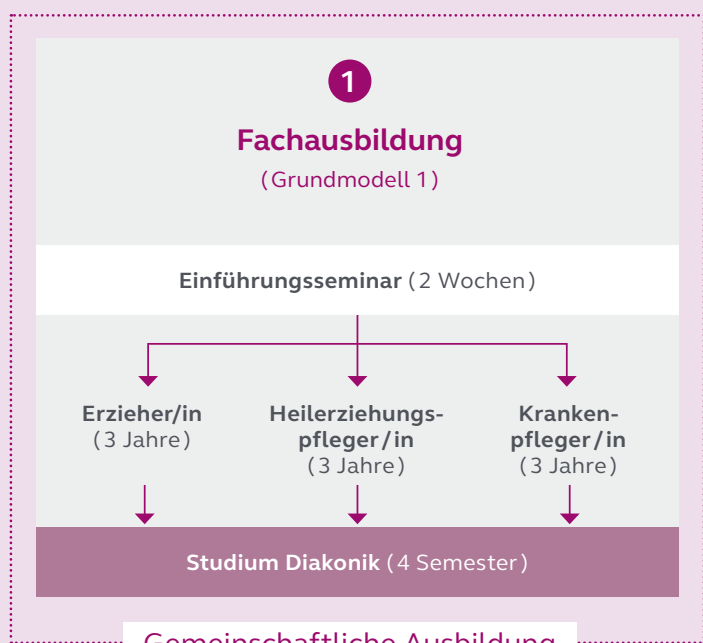 1
Fachausbildung
(Grundmodell 1)
Einführungsseminar (2 Wochen)
Erzieher/in
(3 Jahre)
Heilerziehungs-
pfleger/in
(3 Jahre)
Kranken-
pfleger/in
(3 Jahre)
Studium Diakonik (4 Semester)
Gemeinschaftliche Ausbildung